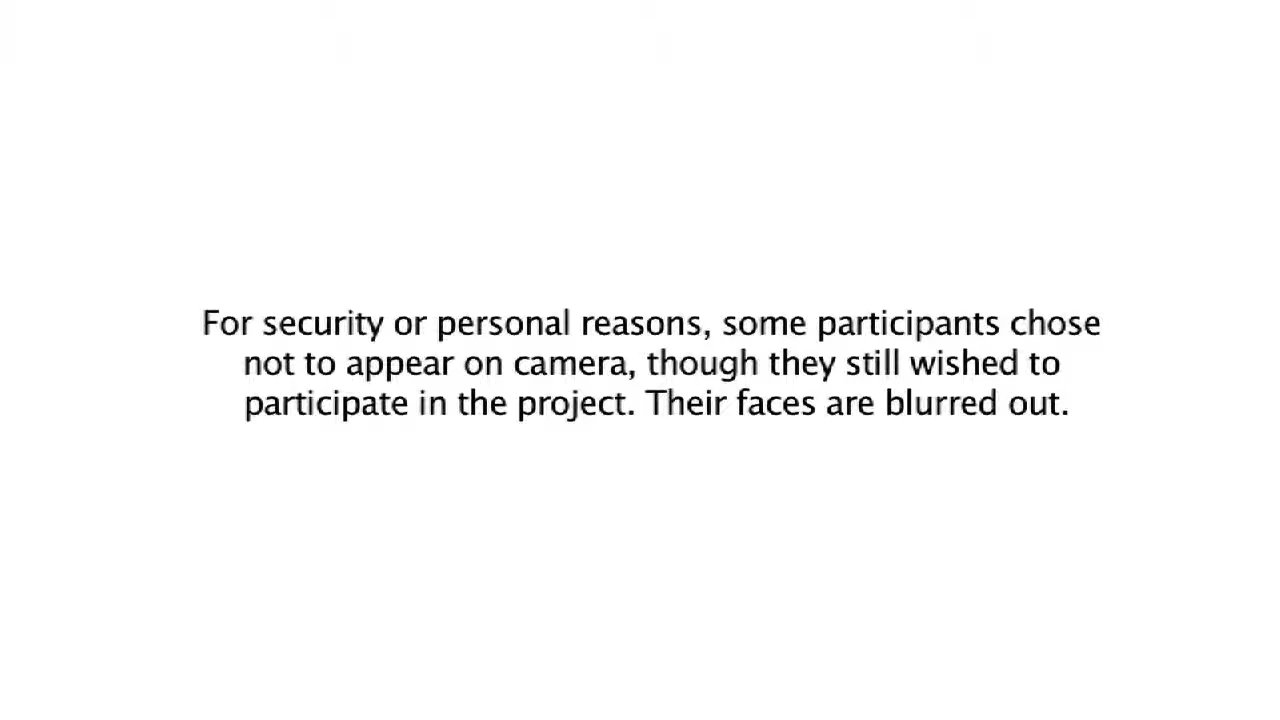 For security or personal reasons, some participants chose
not to appear on camera, though they still wished to
participate in the project. Their faces are blurred out.